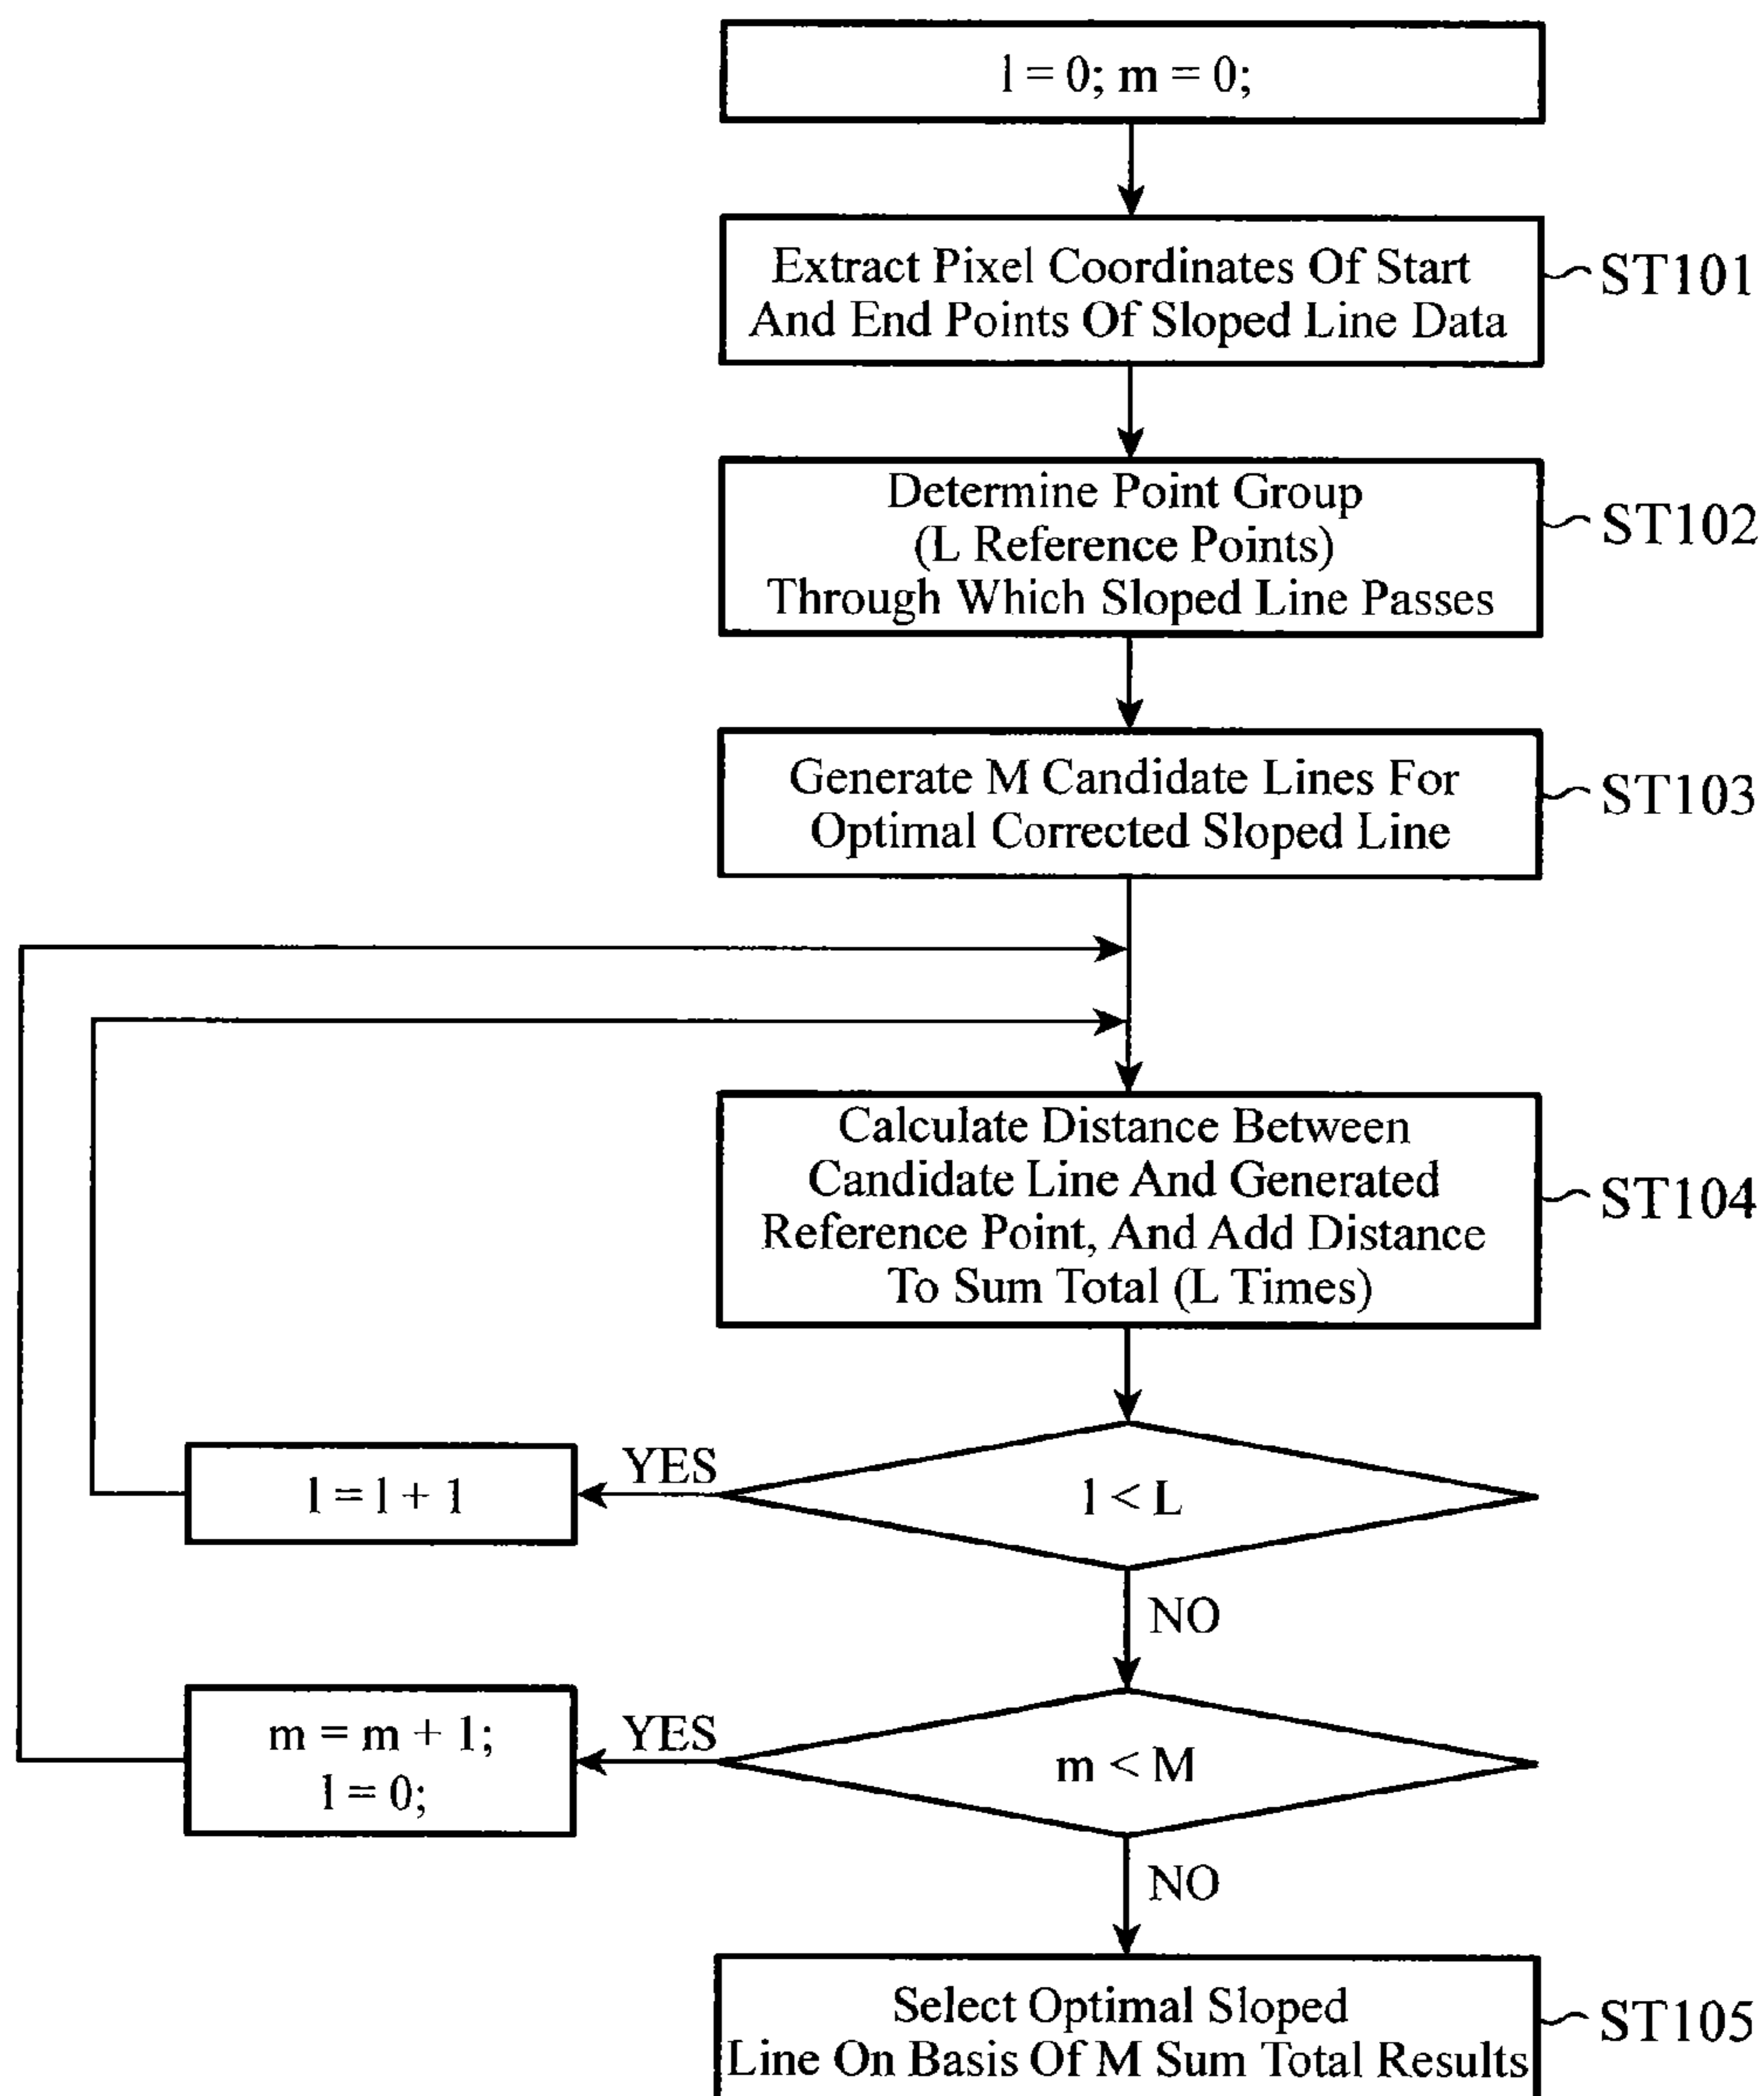 l = 0; m = 0;
Extract Pixel Coordinates Of Start
And End Points Of Sloped Line Data
ST101
Determine Point Group
(L Reference Points)
Through Which Sloped Line Passes
ST102
Generate M Candidate Lines For
Optimal Corrected Sloped Line
ST103
Calculate Distance Between
Candidate Line And Generated
Reference Point, And Add Distance
To Sum Total (L Times)
ST104
l < L
YES
l = l + 1
NO
m < M
YES
m = m + 1;
l = 0;
NO
Select Optimal Sloped
Line On Basis Of M Sum Total Results
ST105